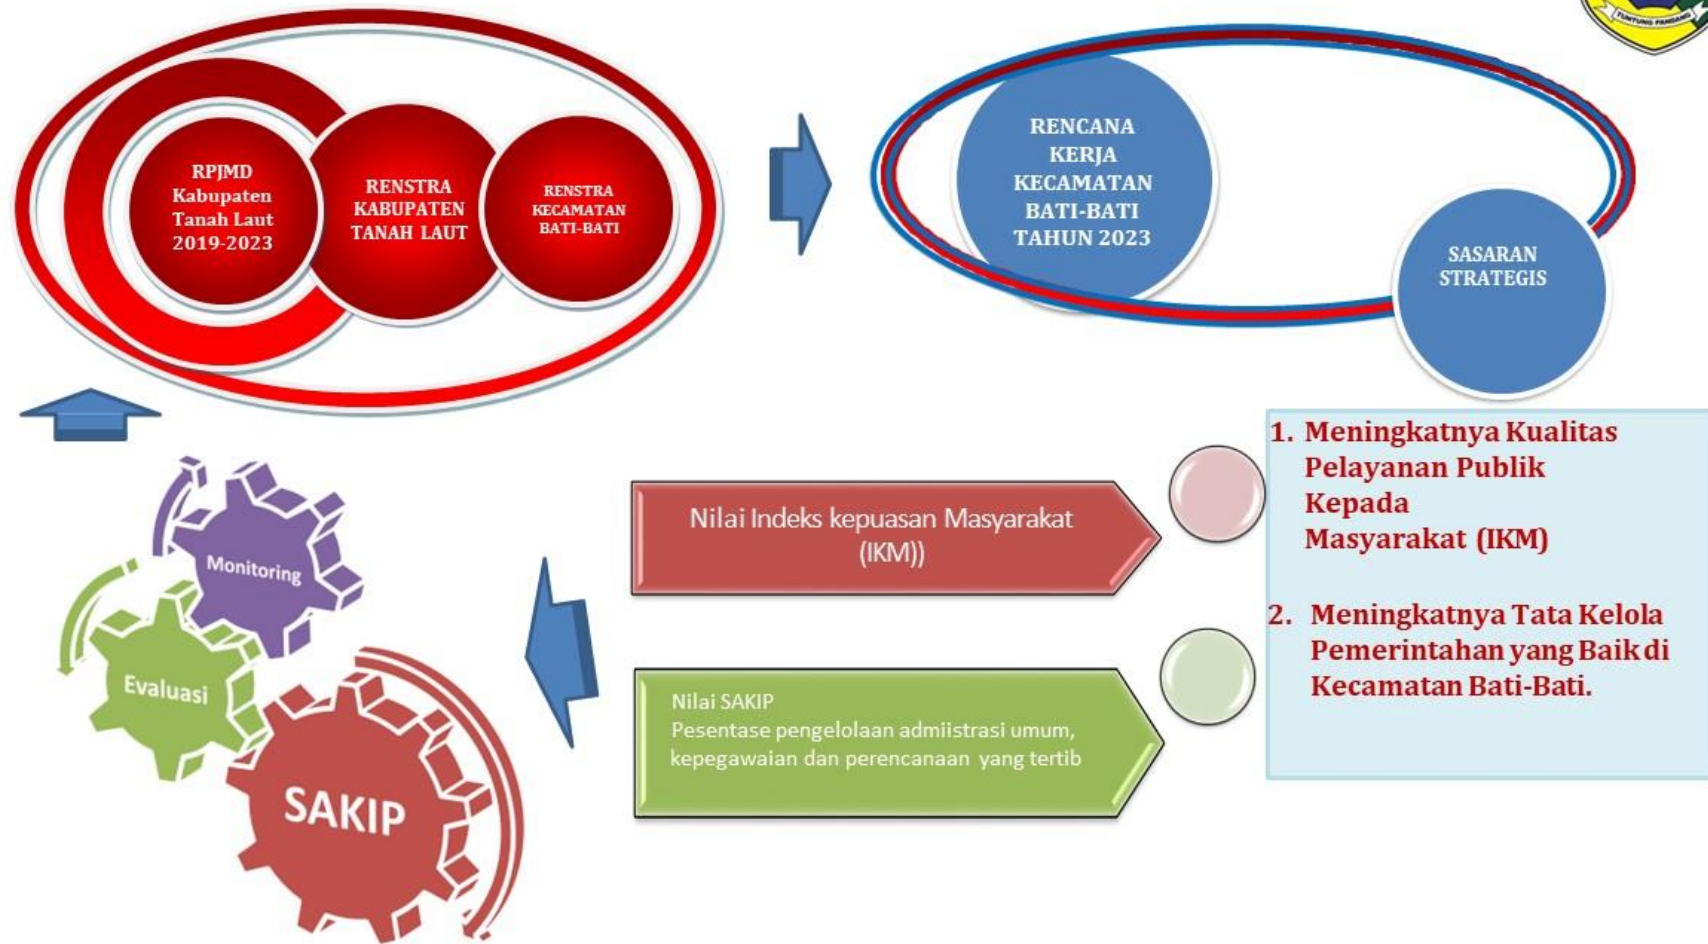 TUNTUNG PANDANG
RPJMD
Kabupaten
Tanah Laut
2019-2023
RENSTRA
KABUPATEN
TANAH LAUT
RENSTRA
KECAMATAN
BATI-BATI
RENCANA
KERJA
KECAMATAN
BATI-BATI
TAHUN 2023
SASARAN
STRATEGIS
1. Meningkatnya Kualitas
Pelayanan Publik
Kepada
Masyarakat (IKM)
2. Meningkatnya Tata Kelola
Pemerintahan yang Baik di
Kecamatan Bati-Bati.
Nilai Indeks kepuasan Masyarakat
(IKM))
Nilai SAKIP
Pesentase pengelolaan admiistrasi umum,
kepegawaian dan perencanaan yang tertib
Monitoring
Evaluasi
SAKIP